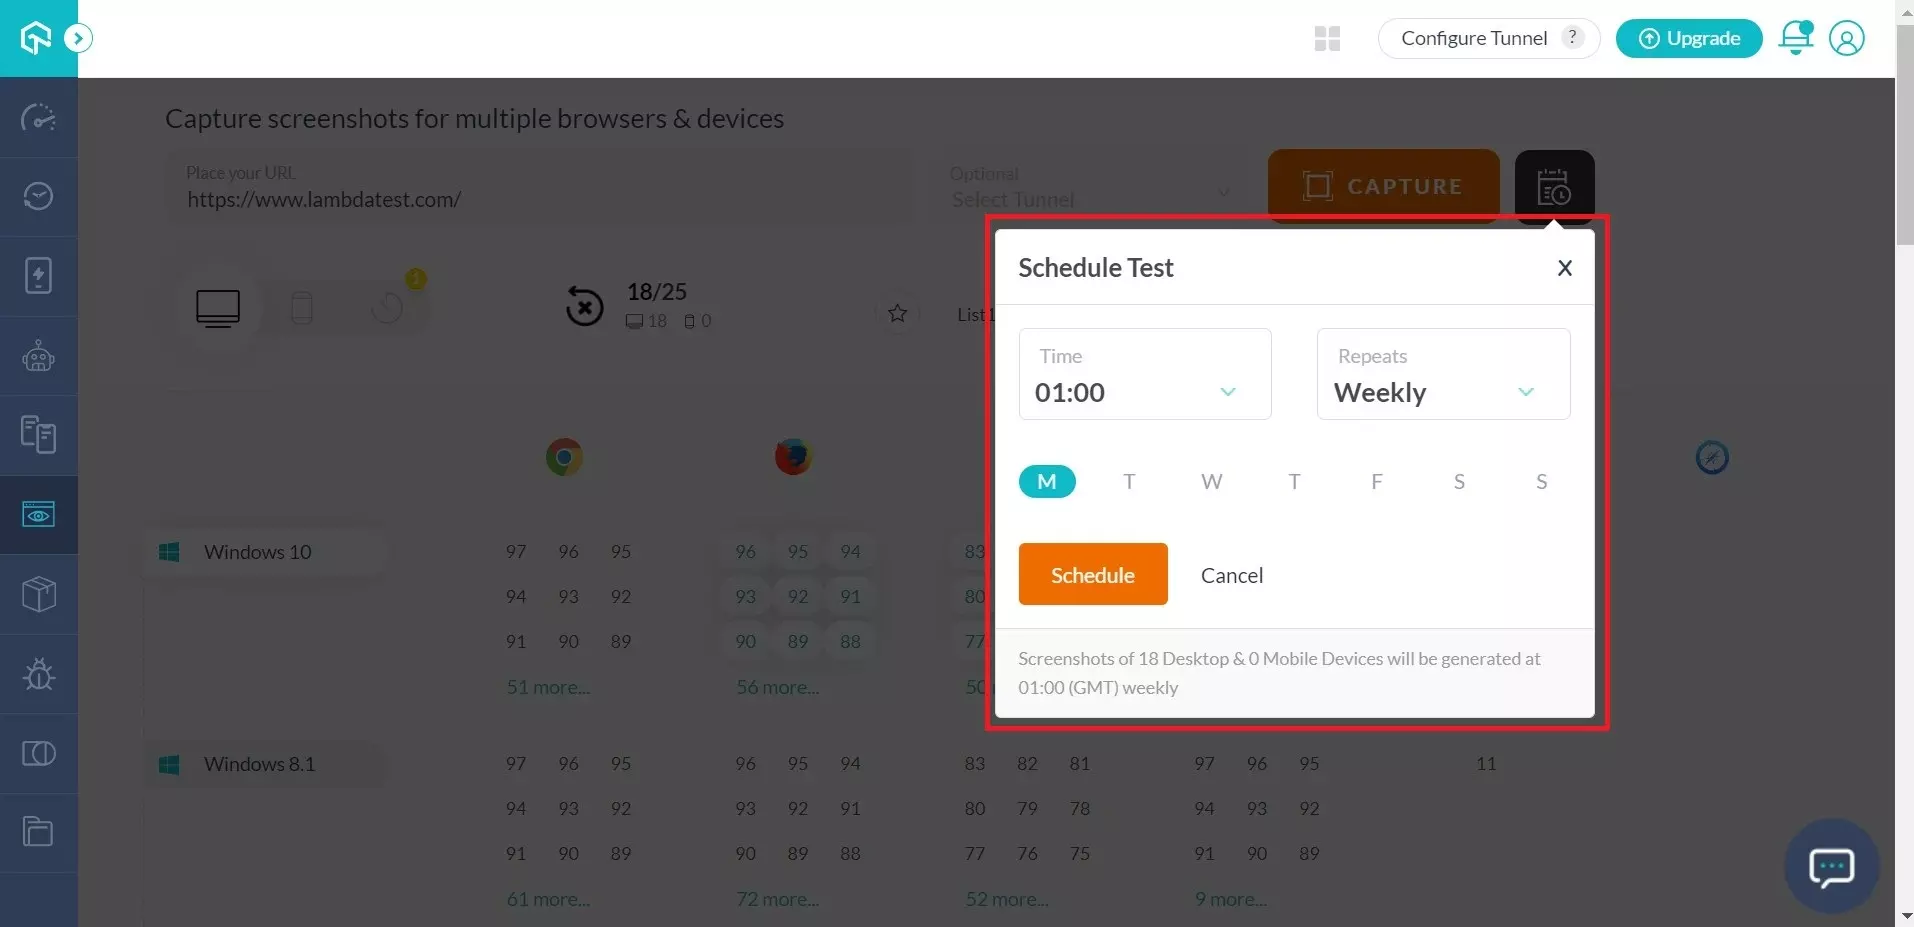 Configure Tunnel ?
Upgrade
Capture screenshots for multiple browsers & devices
Place your URL
https://www.lambdatest.com/
Optional
Select Tunnel
CAPTURE
1
18/25
18 0
List1
Schedule Test
X
Time
01:00
Repeats
Weekly
M T W T F S S
Schedule Cancel
Screenshots of 18 Desktop & 0 Mobile Devices will be generated at
01:00 (GMT) weekly
Windows 10 97 96 95 96 95 94 83
94 93 92 93 92 91 80
91 90 89 90 89 88 77
51 more... 56 more... 50
Windows 8.1 97 96 95 96 95 94 83 82 81 97 96 95 11
94 93 92 93 92 91 80 79 78 94 93 92
91 90 89 90 89 88 77 76 75 91 90 89
61 more... 72 more... 52 more... 9 more...